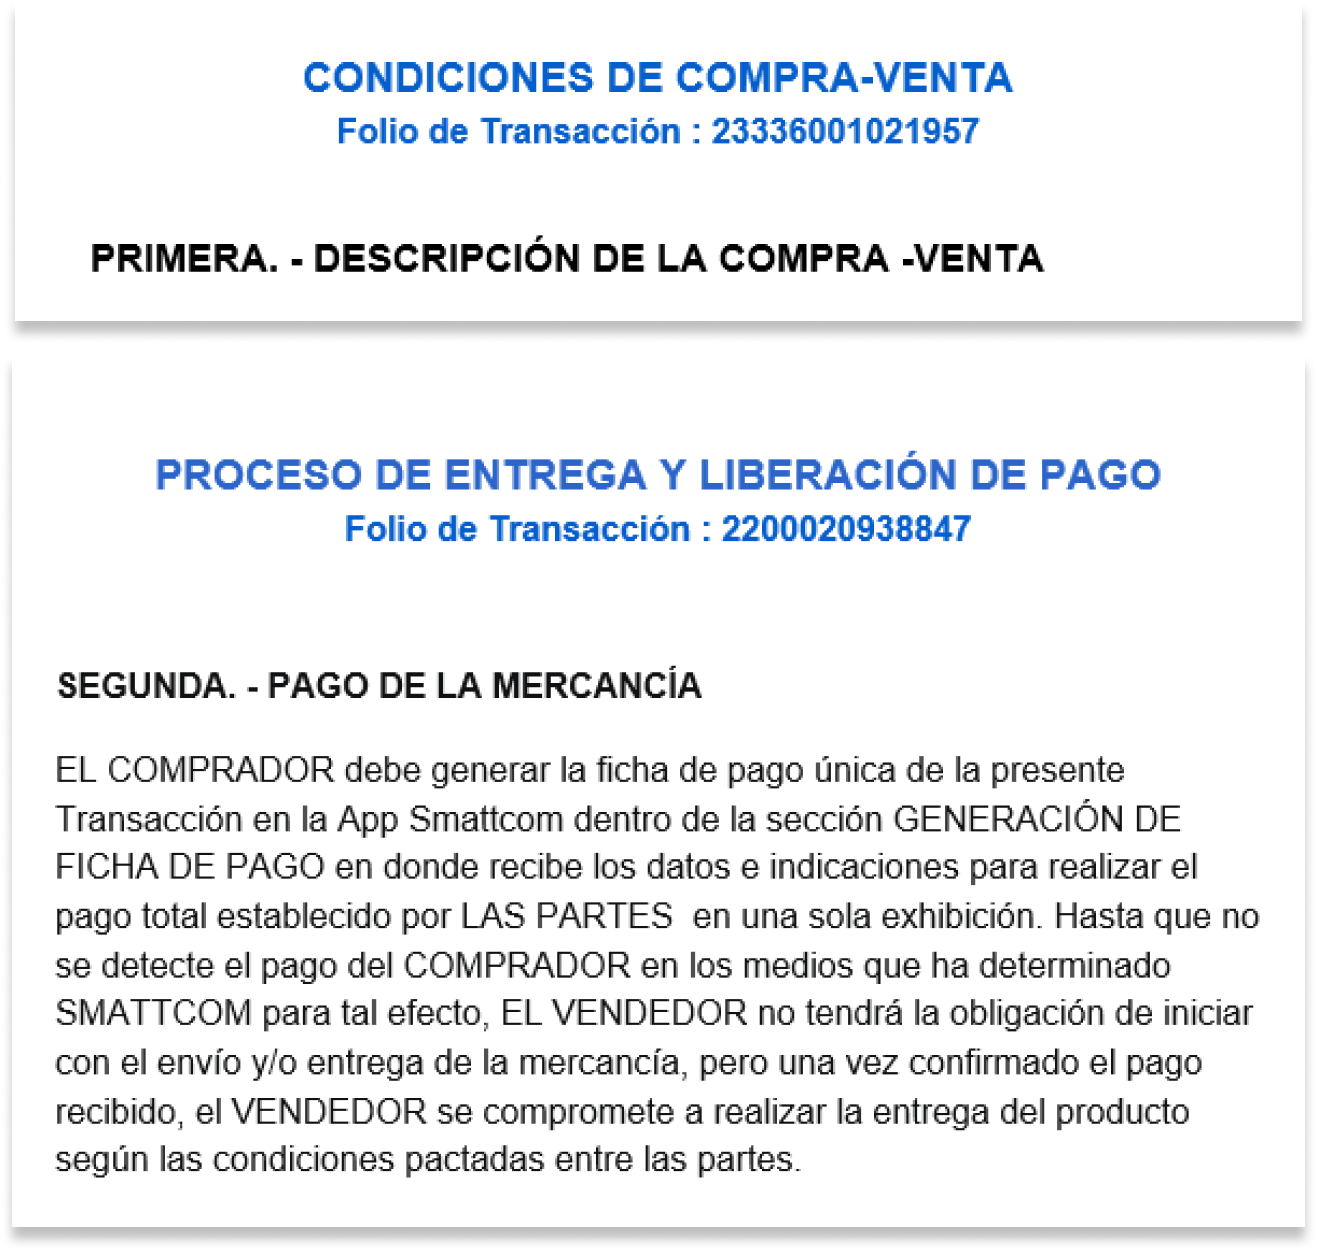 CONDICIONES DE COMPRA-VENTA
Folio de Transacción : 23336001021957
PRIMERA. - DESCRIPCIÓN DE LA COMPRA -VENTA
PROCESO DE ENTREGA Y LIBERACIÓN DE PAGO
Folio de Transacción : 2200020938847
SEGUNDA. - PAGO DE LA MERCANCÍA
EL COMPRADOR debe generar la ficha de pago única de la presente
Transacción en la App Smattcom dentro de la sección GENERACIÓN DE
FICHA DE PAGO en donde recibe los datos e indicaciones para realizar el
pago total establecido por LAS PARTES  en una sola exhibición. Hasta que no
se detecte el pago del COMPRADOR en los medios que ha determinado
SMATTCOM para tal efecto, EL VENDEDOR no tendrá la obligación de iniciar
con el envío y/o entrega de la mercancía, pero una vez confirmado el pago
recibido, el VENDEDOR se compromete a realizar la entrega del producto
según las condiciones pactadas entre las partes.